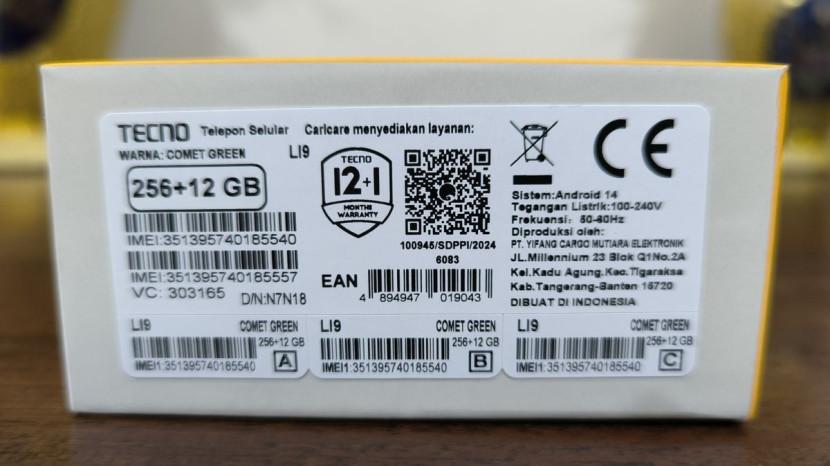 TECNO Telepon Selular
WARNA: COMET GREEN LI9
256+12 GB
IMEI:351395740185540
IMEI:351395740185557
VC: 303165 D/N:N7N18
Carlcare menyediakan layanan:
TECNO
12+1
MONTHS
WARRANTY
100945/SDPPI/2024
6083
EAN
4 894947 019043
CE
Sistem:Android 14
Tegangan Listrik:100-240V
Frekuensi: 50-60Hz
Diproduksi oleh:
PT. YIFANG CARGO MUTIARA ELEKTRONIK
JL.Millennium 23 Blok Q1No.2A
Kel.Kadu Agung,Kec.Tigaraksa
Kab.Tangerang-Banten 15720
DIBUAT DI INDONESIA
LI9 COMET GREEN
256+12 GB
IMEI1:351395740185540 A
LI9 COMET GREEN
256+12 GB
IMEI1:351395740185540 B
LI9 COMET GREEN
256+12 GB
IMEI1:351395740185540 C